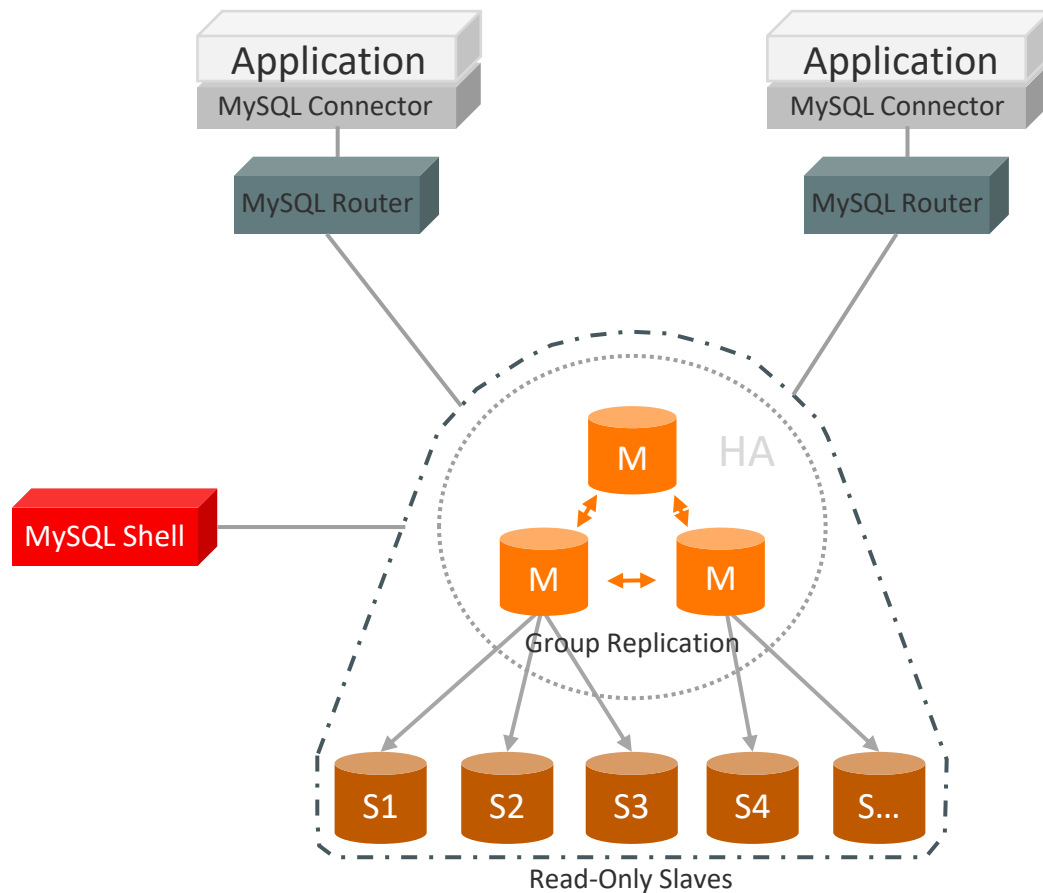 Application
MySQL Connector
MySQL Router
Application
MySQL Connector
MySQL Router
HA
M
M
M
MySQL Shell
Group Replication
S1
S2
S3
S4
S...
Read-Only Slaves